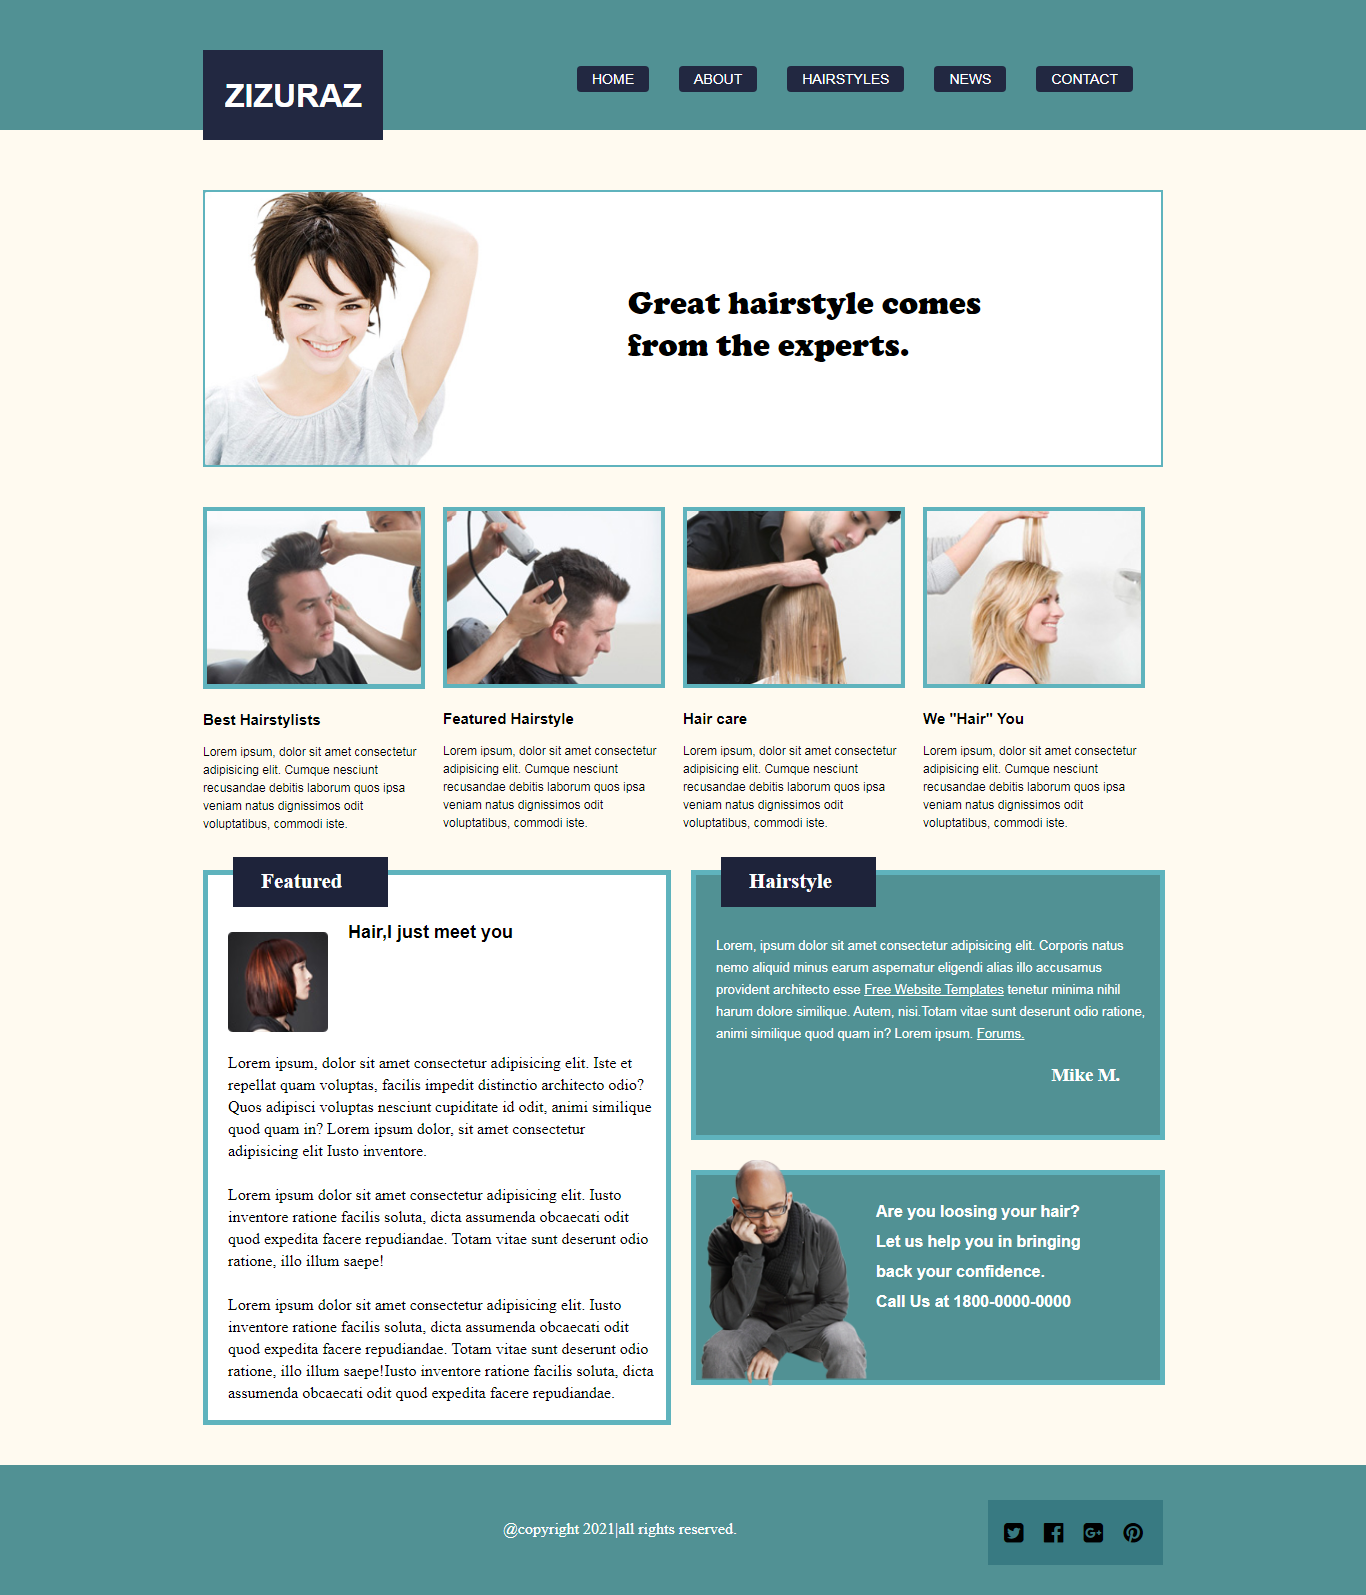 ZIZURAZ
HOME ABOUT HAIRSTYLES NEWS CONTACT
Great hairstyle comes
from the experts.
Best Hairstylists
Lorem ipsum, dolor sit amet consectetur
adipisicing elit. Cumque nesciunt
recusandae debitis laborum quos ipsa
veniam natus dignissimos odit
voluptatibus, commodi iste.
Featured Hairstyle
Lorem ipsum, dolor sit amet consectetur
adipisicing elit. Cumque nesciunt
recusandae debitis laborum quos ipsa
veniam natus dignissimos odit
voluptatibus, commodi iste.
Hair care
Lorem ipsum, dolor sit amet consectetur
adipisicing elit. Cumque nesciunt
recusandae debitis laborum quos ipsa
veniam natus dignissimos odit
voluptatibus, commodi iste.
We "Hair" You
Lorem ipsum, dolor sit amet consectetur
adipisicing elit. Cumque nesciunt
recusandae debitis laborum quos ipsa
veniam natus dignissimos odit
voluptatibus, commodi iste.
Featured
Hair,I just meet you
Lorem ipsum, dolor sit amet consectetur adipisicing elit. Iste et
repellat quam voluptas, facilis impedit distinctio architecto odio?
Quos adipisci voluptas nesciunt cupiditate id odit, animi similique
quod quam in? Lorem ipsum dolor, sit amet consectetur
adipisicing elit Iusto inventore.
Lorem ipsum dolor sit amet consectetur adipisicing elit. Iusto
inventore ratione facilis soluta, dicta assumenda obcaecati odit
quod expedita facere repudiandae. Totam vitae sunt deserunt odio
ratione, illo illum saepe!
Lorem ipsum dolor sit amet consectetur adipisicing elit. Iusto
inventore ratione facilis soluta, dicta assumenda obcaecati odit
quod expedita facere repudiandae. Totam vitae sunt deserunt odio
ratione, illo illum saepe!Iusto inventore ratione facilis soluta, dicta
assumenda obcaecati odit quod expedita facere repudiandae.
Hairstyle
Lorem, ipsum dolor sit amet consectetur adipisicing elit. Corporis natus
nemo aliquid minus earum aspernatur eligendi alias illo accusamus
provident architecto esse Free Website Templates tenetur minima nihil
harum dolore similique. Autem, nisi.Totam vitae sunt deserunt odio ratione,
animi similique quod quam in? Lorem ipsum. Forums.
Mike M.
Are you loosing your hair?
Let us help you in bringing
back your confidence.
Call Us at 1800-0000-0000
@copyright 2021|all rights reserved.